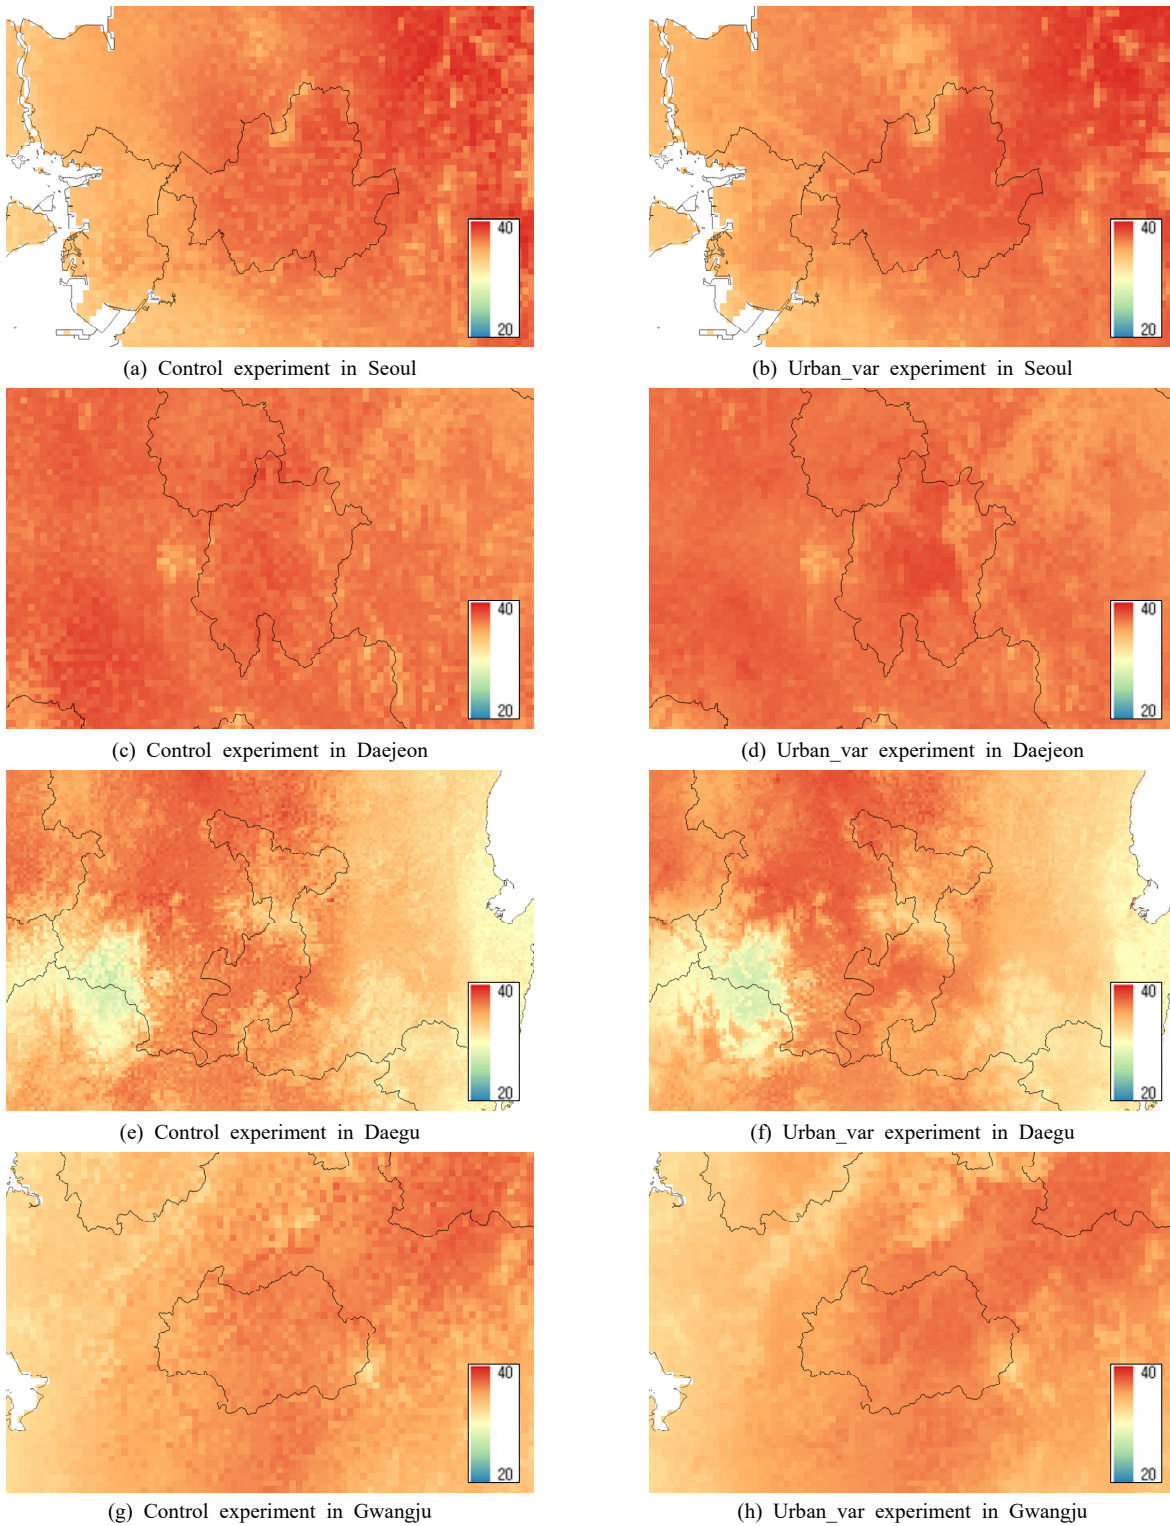 40
20
40
20
(a) Control experiment in Seoul
(b) Urban_var experiment in Seoul
40
20
40
20
(c) Control experiment in Daejeon
(d) Urban_var experiment in Daejeon
40
20
40
20
(e) Control experiment in Daegu
(f) Urban_var experiment in Daegu
40
20
40
20
(g) Control experiment in Gwangju
(h) Urban_var experiment in Gwangju